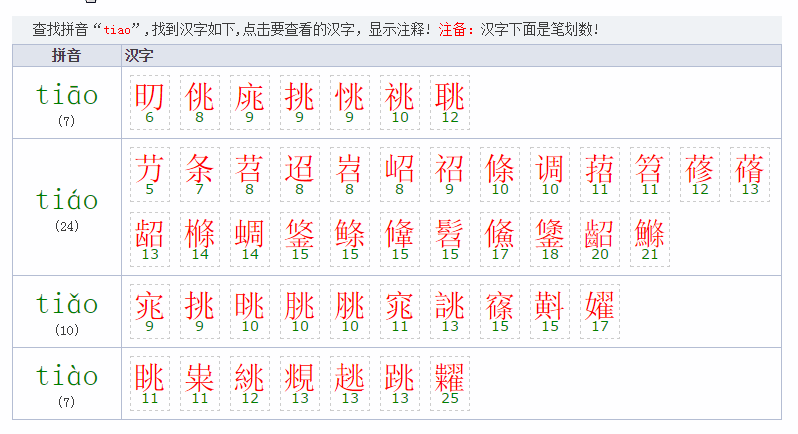 查找拼音“tiao”,找到汉字如下,点击要查看的汉字，显示注释! 注备：汉字下面是笔划数!
拼音 汉字
tiāo
(7)
佻 庣 挑 恌 祧 聎
6 8 9 9 9 10 12
tiáo
(24)
艿 条 苕 迢 岧 岹 祒 條 调 萔 笤 蓚 蓨
5 7 8 8 8 8 9 10 10 11 11 12 13
龆 樤 蜩 鋚 鲦 髫 鯈 鎥 齠 鰷
13 14 14 15 15 15 15 17 18 20 21
tiǎo
(10)
宨 挑 晀 朓 脁 窕 誂 窱 斢 嬥
9 9 10 10 10 11 13 15 15 17
tiào
(7)
眺 粜 絩 覜 趒 跳 糶
11 11 12 13 13 13 25